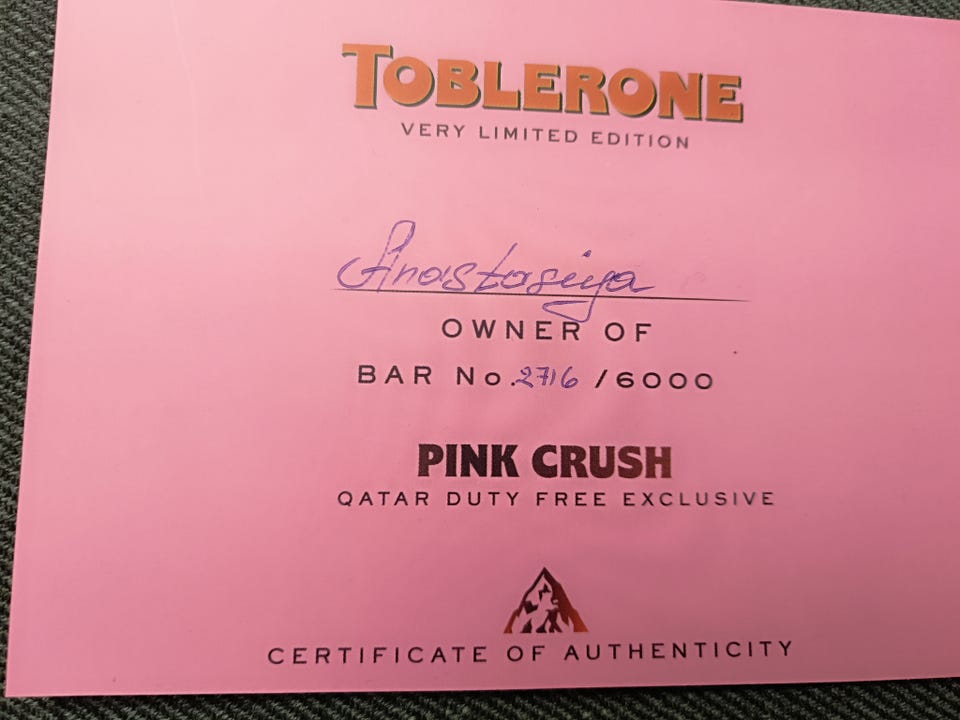 TOBLERONE
VERY LIMITED EDITION
Anastasiya
OWNER OF
BAR No. 2716 /6000
PINK CRUSH
QATAR DUTY FREE EXCLUSIVE
CERTIFICATE OF AUTHENTICITY